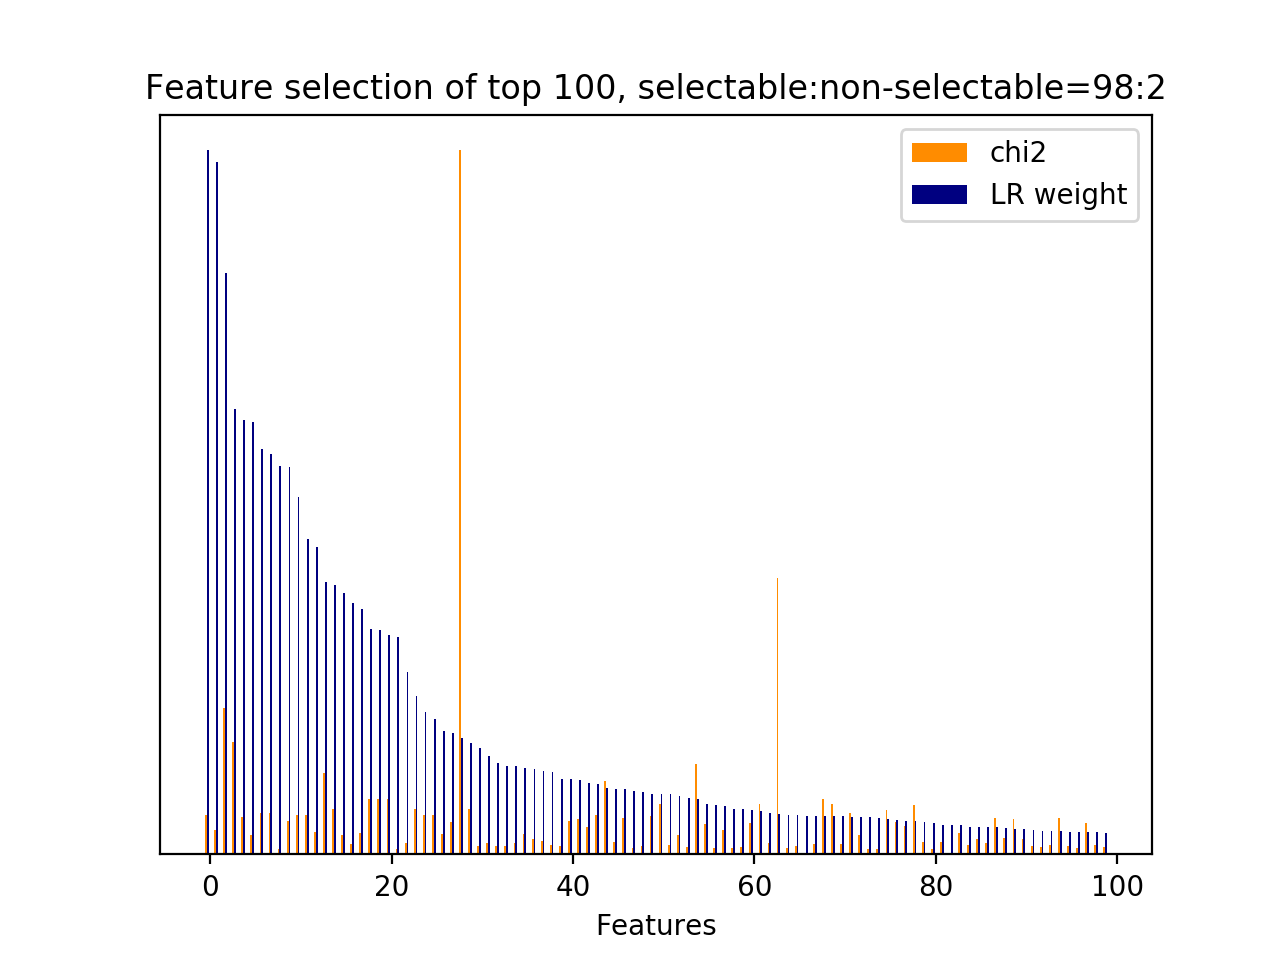 Feature selection of top 100, selectable:non-selectable=98:2
chi2
LR weight
0 20 40 60 80 100
Features